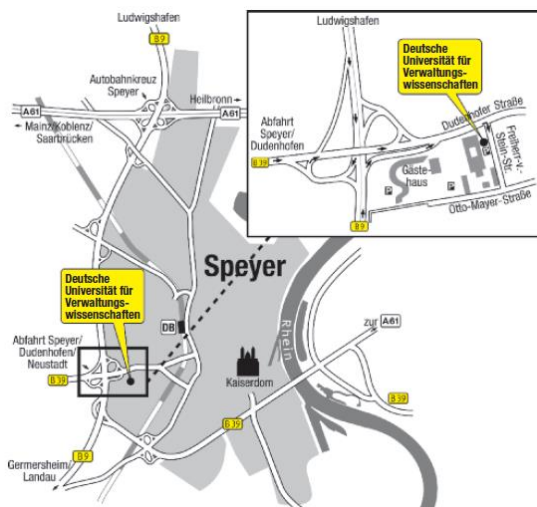 Ludwigshafen
B9
Autobahnkreuz
Speyer
Heilbronn
A61
A61
Mainz/Koblenz/
Saarbrücken
Ludwigshafen
Deutsche
Universität für
Verwaltungs-
wissenschaften
Dudenhofer Straße
Abfahrt
Speyer/
Dudenhofen
B39
Gäste-
haus
P
P
P
Freiherr-v.-
Stein-Str.
Otto-Mayer-Straße
B9
Speyer
Deutsche
Universität für
Verwaltungs-
wissenschaften
DB
Rhein
zur A61
Abfahrt Speyer/
Dudenhofen/
Neustadt
B39
Kaiserdom
B39
B39
B9
Germersheim/
Landau